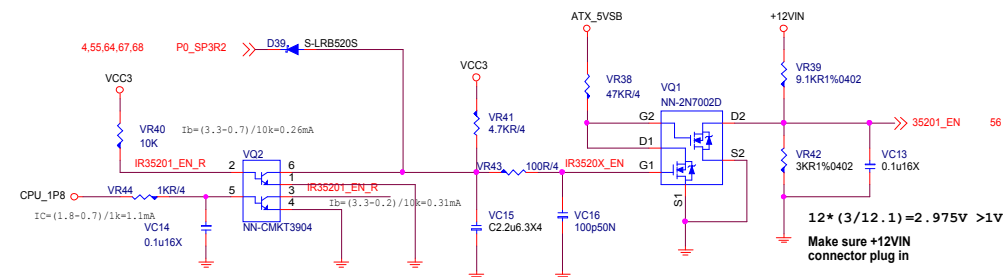 ATX_5VSB
+12VIN
D39
S-LRB520S
4,55,64,67,68
P0_SP3R2
VCC3
VCC3
VR38
47KR/4
VQ1
NN-2N7002D
VR39
9.1KR1%0402
VR40
10K
Ib=(3.3-0.7)/10k=0.26mA
VR41
4.7KR/4
G2
D2
D1
S2
G1
S1
35201_EN
56
IR35201_EN_R
VQ2
2
6
1
5
3
4
VR43
100R/4
IR3520X_EN
VR42
3KR1%0402
VC13
0.1u16X
CPU_1P8
VR44
1KR/4
IR35201_EN_R
Ib=(3.3-0.2)/10k=0.31mA
IC=(1.8-0.7)/1k=1.1mA
VC14
0.1u16X
NN-CMKT3904
VC15
C2.2u6.3X4
VC16
100p50N
12*(3/12.1)=2.975V >1V
Make sure +12VIN
connector plug in